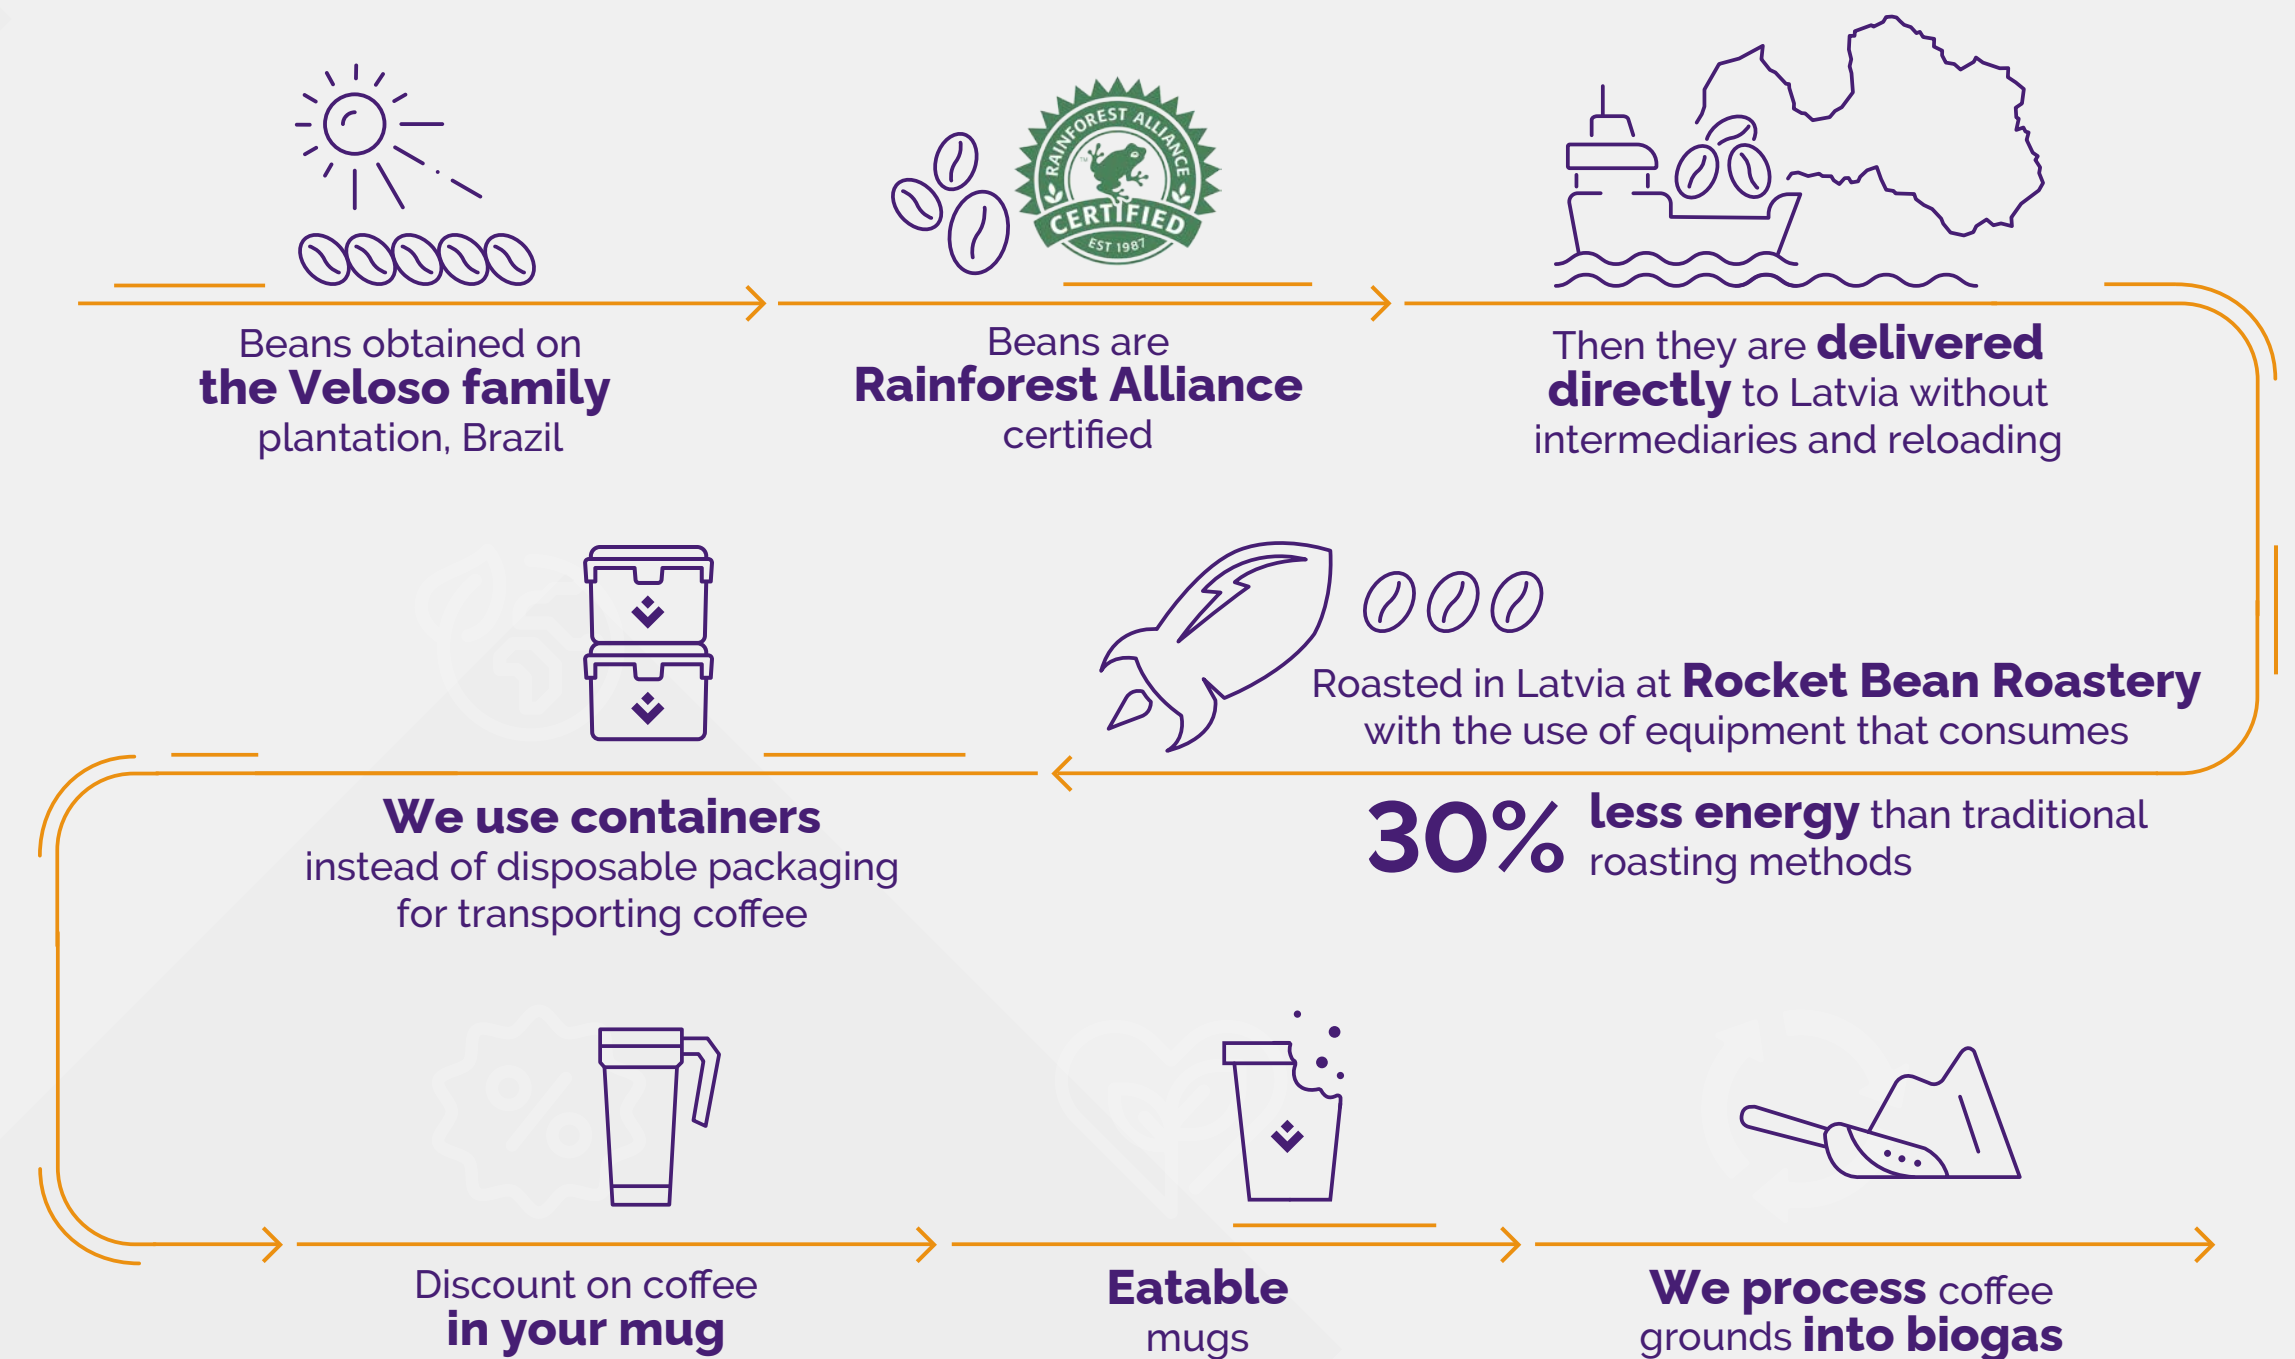 RAINFOREST ALLIANCE
TM
CERTIFIED
EST 1987
Beans obtained on
the Veloso family
plantation, Brazil
Beans are
Rainforest Alliance
certified
Then they are delivered
directly to Latvia without
intermediaries and reloading
Roasted in Latvia at Rocket Bean Roastery
with the use of equipment that consumes
30% less energy than traditional
roasting methods
We use containers
instead of disposable packaging
for transporting coffee
%
Discount on coffee
in your mug
Eatable
mugs
We process coffee
grounds into biogas